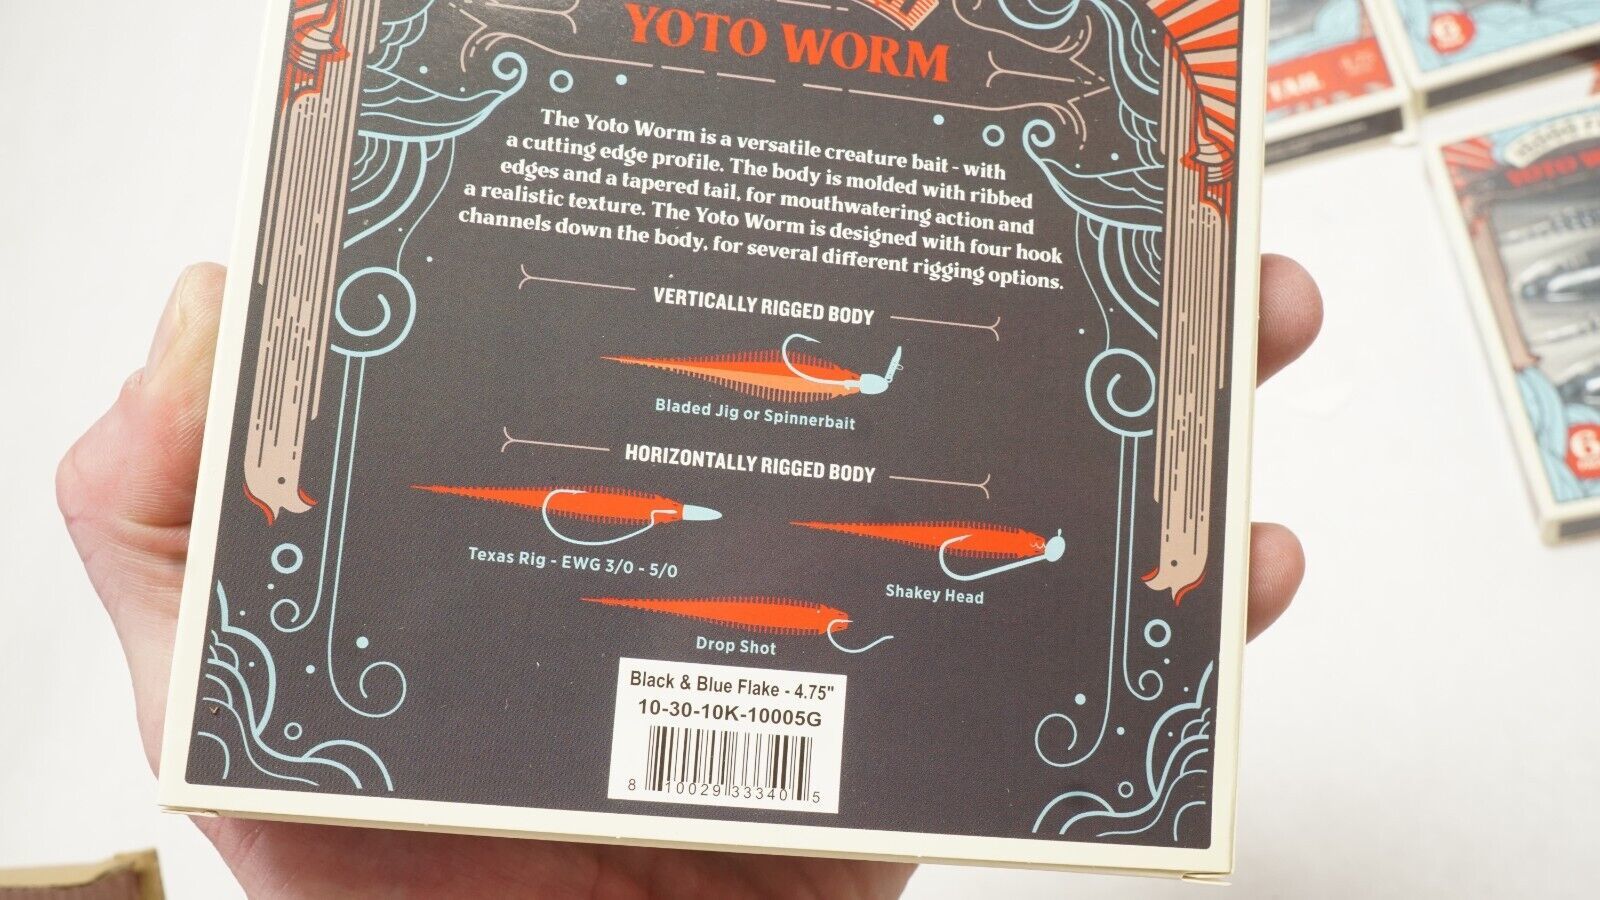 YOTO WORM
The Yoto Worm is a versatile creature bait - with
a cutting edge profile. The body is molded with ribbed
edges and a tapered tail, for mouthwatering action and
a realistic texture. The Yoto Worm is designed with four hook
channels down the body, for several different rigging options.
VERTICALLY RIGGED BODY
Bladed Jig or Spinnerbait
HORIZONTALLY RIGGED BODY
Texas Rig - EWG 3/0 - 5/0
Shakey Head
Drop Shot
Black & Blue Flake - 4.75"
10-30-10K-10005G
8 10029 33340 5
TAIL
YOTO WO
6